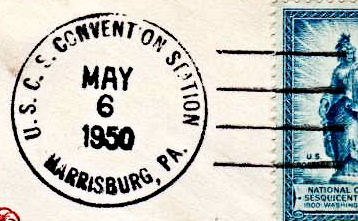 U.S.C.S. CONVENTION STATION
MAY
6
1950
HARRISBURG, PA.
U.S.
NATIONAL
SESQUICENT
1800 WASHING